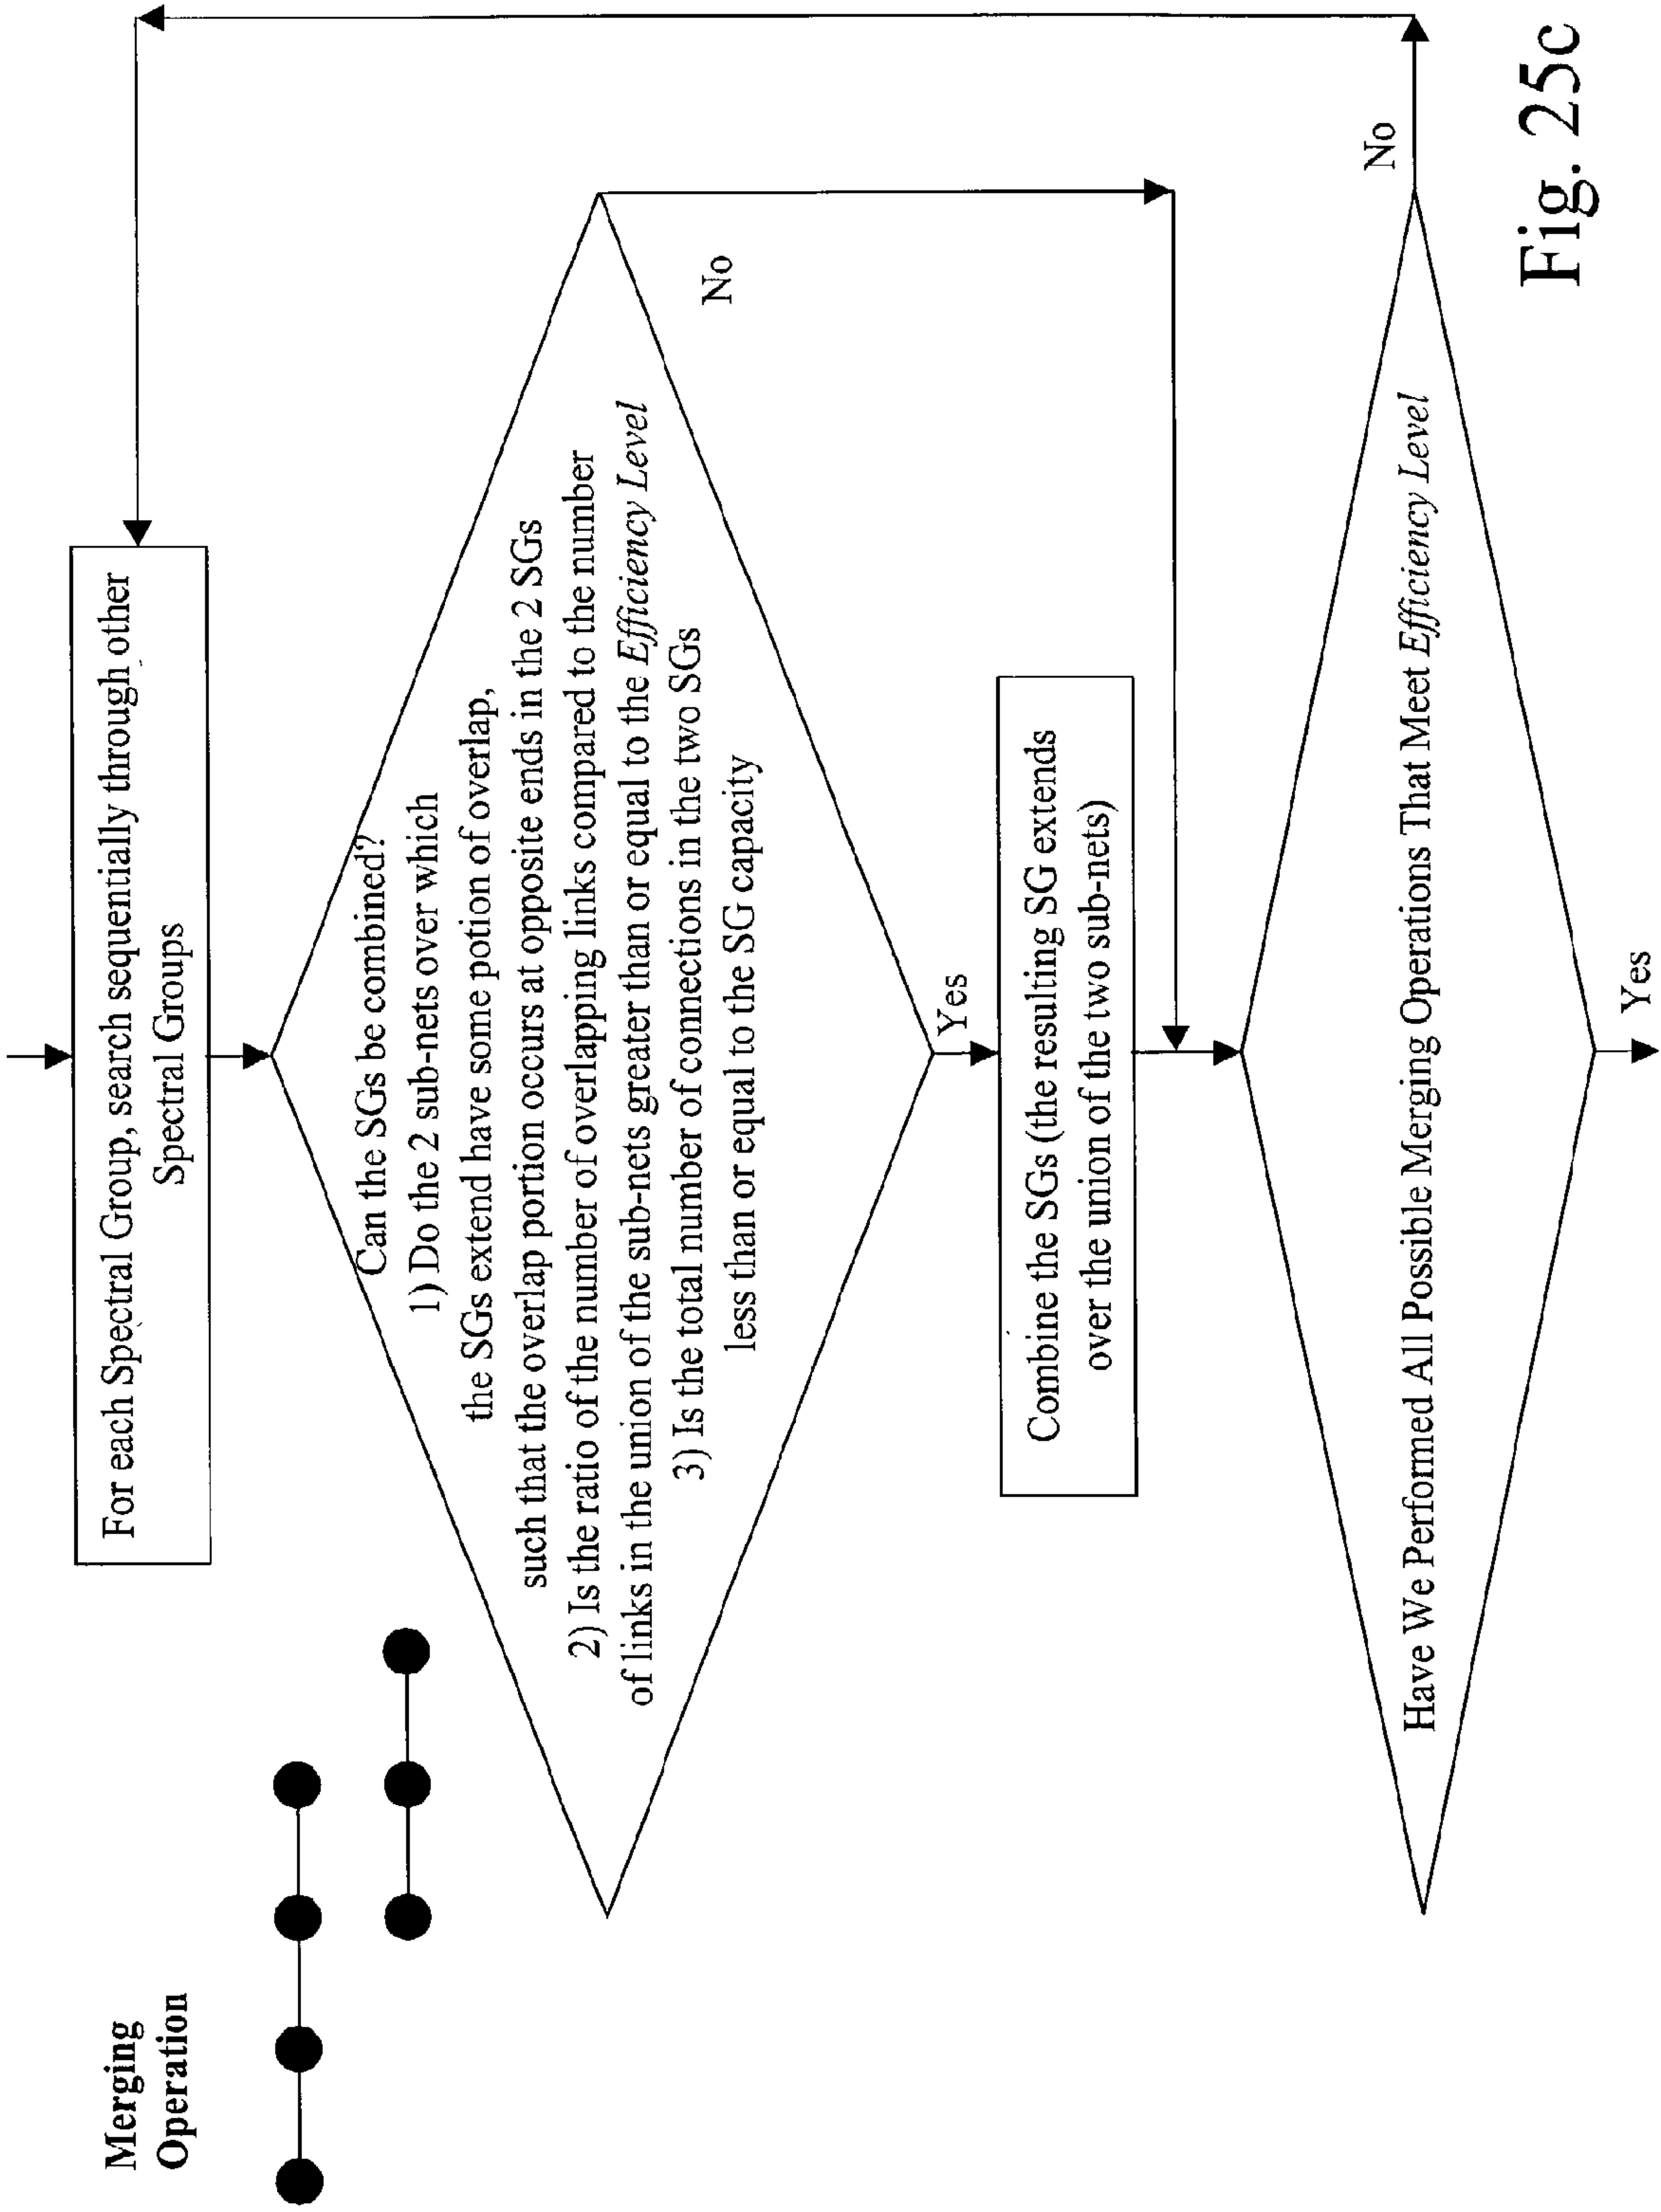 Merging
Operation
For each Spectral Group, search sequentially through other
Spectral Groups
Can the SGs be combined?
1) Do the 2 sub-nets over which
the SGs extend have some potion of overlap,
such that the overlap portion occurs at opposite ends in the 2 SGs
2) Is the ratio of the number of overlapping links compared to the number
of links in the union of the sub-nets greater than or equal to the Efficiency Level
3) Is the total number of connections in the two SGs
less than or equal to the SG capacity
No
Yes
Combine the SGs (the resulting SG extends
over the union of the two sub-nets)
Have We Performed All Possible Merging Operations That Meet Efficiency Level
No
Yes
Fig. 25c